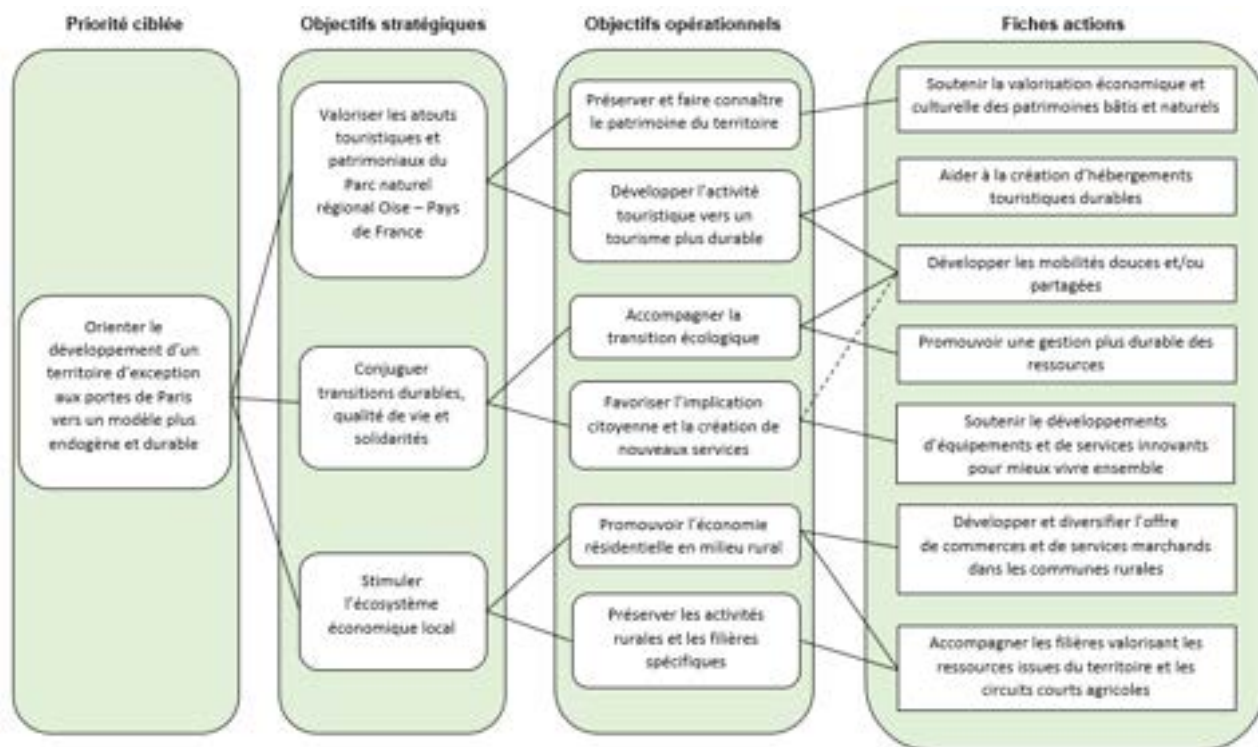 Priorité ciblée
Objectifs stratégiques
Objectifs opérationnels
Fiches actions
Orienter le
développement d'un
territoire d'exception
aux portes de Paris
vers un modèle plus
endogène et durable
Valoriser les atouts
touristiques et
patrimoniaux du
Parc naturel
régional Oise – Pays
de France
Conjuguer
transitions durables,
qualité de vie et
solidarités
Stimuler
l'écosystème
économique local
Préserver et faire connaître
le patrimoine du territoire
Développer l'activité
touristique vers un
tourisme plus durable
Accompagner la
transition écologique
Favoriser l'implication
citoyenne et la création de
nouveaux services
Promouvoir l'économie
résidentielle en milieu rural
Préserver les activités
rurales et les filières
spécifiques
Soutenir la valorisation économique et
culturelle des patrimoines bâtis et naturels
Aider à la création d'hébergements
touristiques durables
Développer les mobilités douces et/ou
partagées
Promouvoir une gestion plus durable des
ressources
Soutenir le développements
d'équipements et de services innovants
pour mieux vivre ensemble
Développer et diversifier l'offre
de commerces et de services marchands
dans les communes rurales
Accompagner les filières valorisant les
ressources issues du territoire et les
circuits courts agricoles